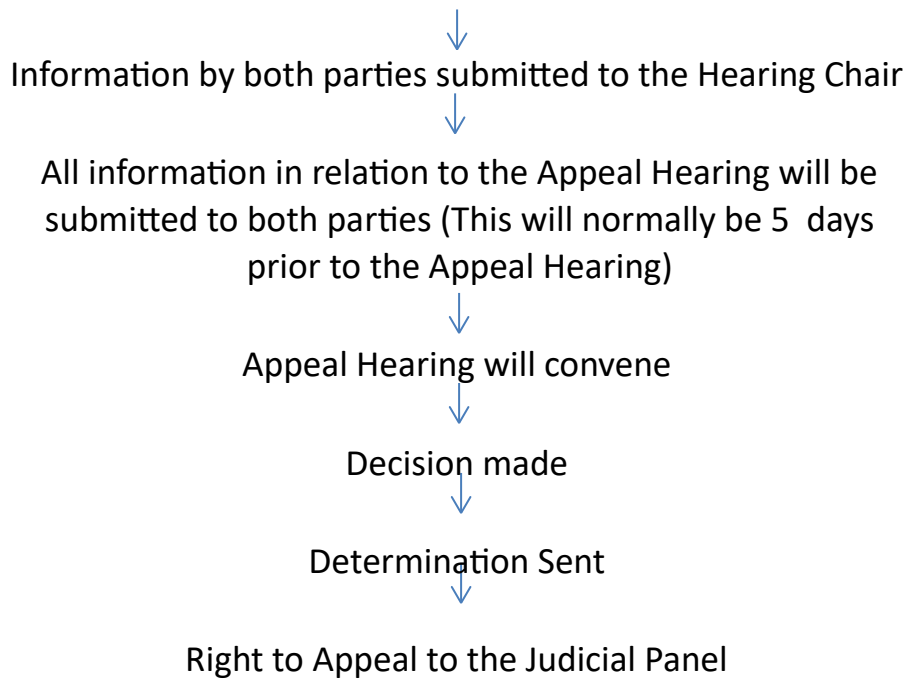 Information by both parties submitted to the Hearing Chair
All information in relation to the Appeal Hearing will be
submitted to both parties (This will normally be 5  days
prior to the Appeal Hearing)
Appeal Hearing will convene
Decision made
Determination Sent
Right to Appeal to the Judicial Panel